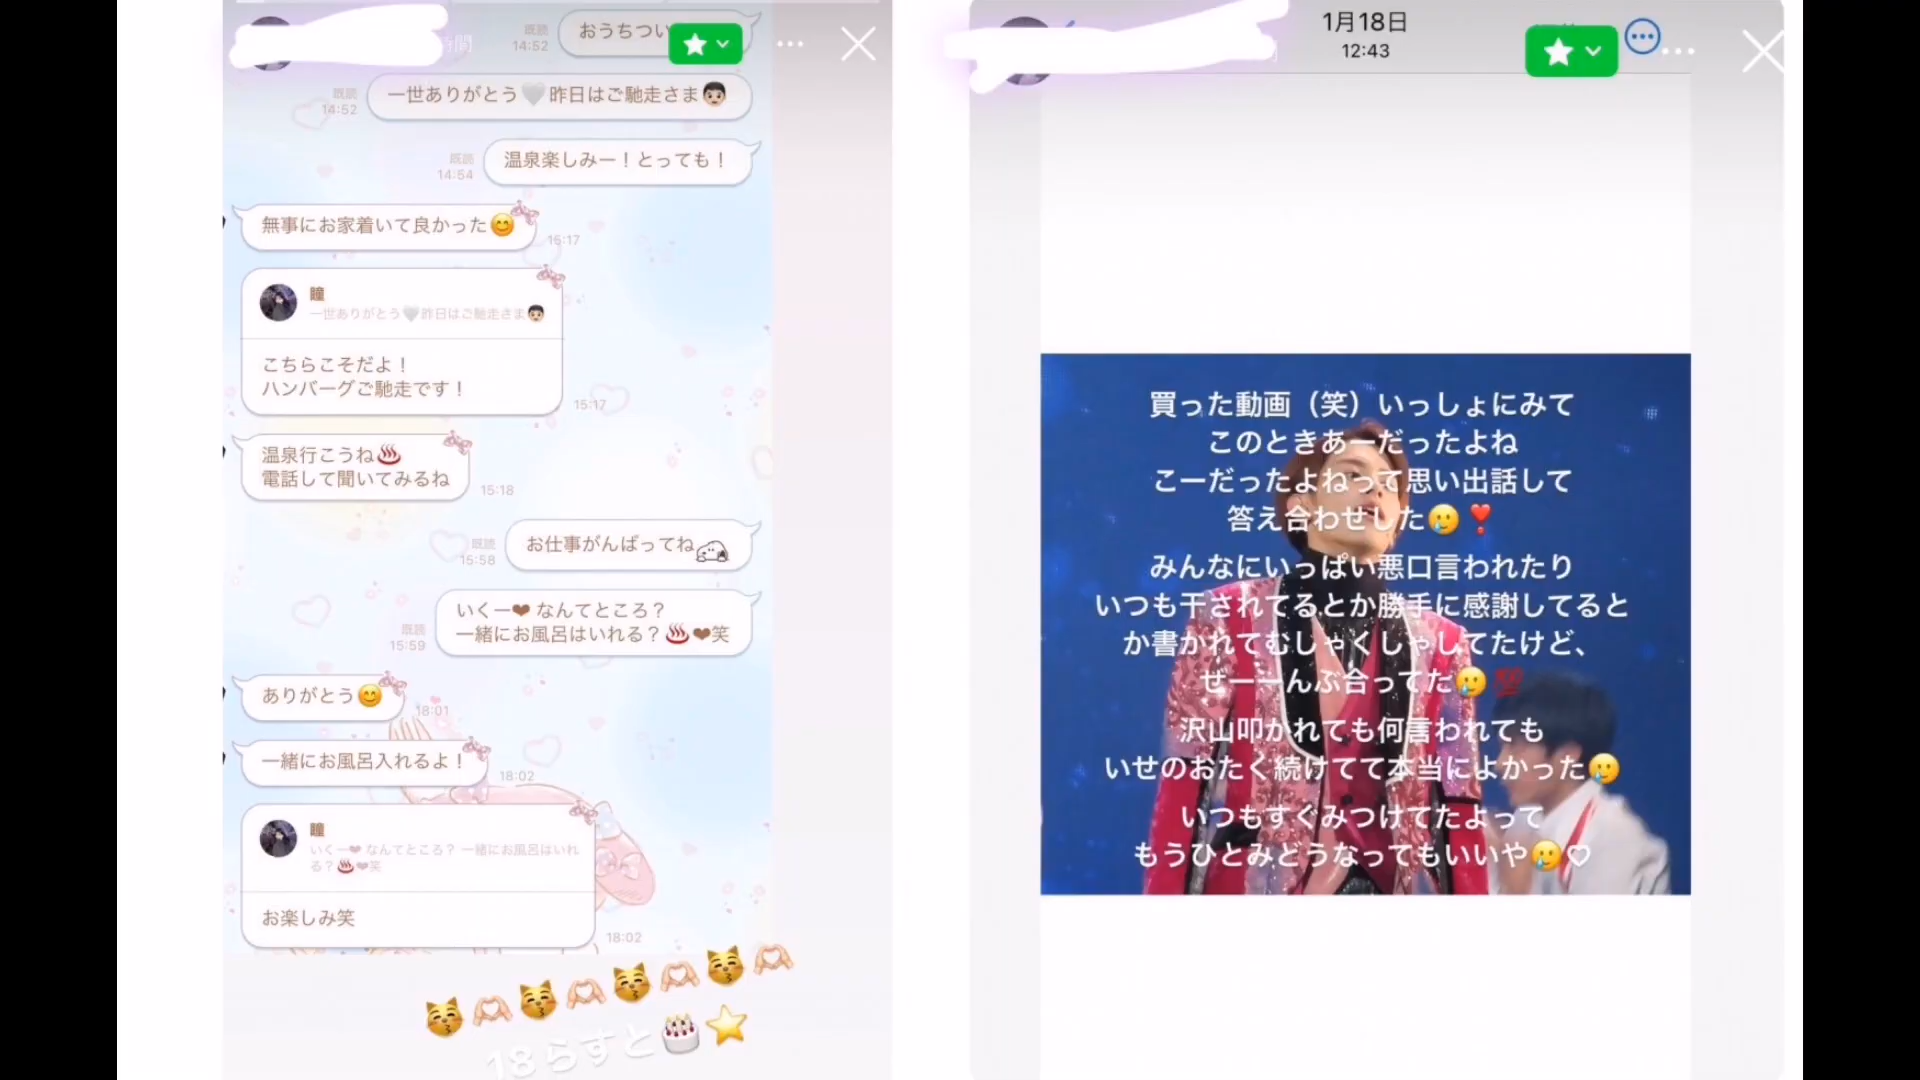 既読
14:52
おうちつい
時間
既読
14:52
一世ありがとう🤍昨日はご馳走さま👦🏻
既読
14:54
温泉楽しみー！とっても！
無事にお家着いて良かった😊
15:17
瞳
一世ありがとう🤍昨日はご馳走さま👦🏻
こちらこそだよ！
ハンバーグご馳走です！
15:17
温泉行こうね♨️
電話して聞いてみるね
15:18
既読
15:58
お仕事がんばってね
いくー❤︎ なんてところ？
一緒にお風呂はいれる？♨️❤︎笑
既読
15:59
ありがとう😊
18:01
一緒にお風呂入れるよ！
18:02
瞳
いくー❤︎ なんてところ？ 一緒にお風呂はいれ
る？♨️❤︎笑
お楽しみ笑
18:02
😽🫶🏻😽🫶🏻😽🫶🏻😽🫶🏻
18らすと🎂⭐️
1月18日
12:43
買った動画（笑）いっしょにみて
このときあーだったよね
こーだったよねって思い出話して
答え合わせした🥲❣️
みんなにいっぱい悪口言われたり
いつも干されてるとか勝手に感謝してると
か書かれてむしゃくしゃしてたけど、
ぜーーんぶ合ってた🥲💯
沢山叩かれても何言われても
いせのおたく続けてて本当によかった🥲
いつもすぐみつけてたよって
もうひとみどうなってもいいや🥲♡